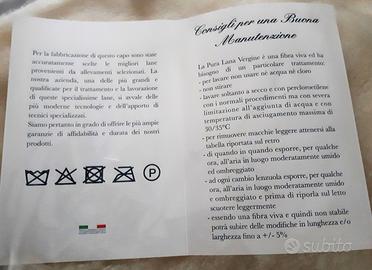 Per la fabbricazione di questo capo sono state
accuratamente scelte le migliori lane
provenienti da allevamenti selezionati. La
nostra azienda, una delle più grandi e
qualificate per il trattamento e la lavorazione
di queste specialissime lane, si avvale delle
più moderne tecnologie e dell'apporto di
tecnici specializzati.
Siamo pertanto in grado di offrire le più ampie
garanzie di affidabilità e durata dei nostri
prodotti.
P
Consigli per una Buona
Manutenzione
La Pura Lana Vergine è una fibra viva ed ha
bisogno di un particolare trattamento:
- per lavare non usare nè acqua nè cloro
- non stirare
- lavare soltanto a secco e con percloroetilene
con i normali procedimenti ma con severa
limitazione all'aggiunta di acqua e con
temperatura di asciugamento massima di
30/35°C
- per rimuovere macchie leggere attenersi alla
tabella riportata sul retro
- di quando in quando esporre, per qualche
ora, all'aria in luogo moderatamente umido
ed ombreggiato
- ad ogni cambio lenzuola esporre, per qualche
ora, all'aria in luogo moderatamente umido
ed ombreggiato e prima di riporla sul letto
scuotere leggermente
- essendo una fibra viva e quindi non stabile
potrà subire delle modifiche in lunghezza e/o
larghezza fino a +/- 5%
subito